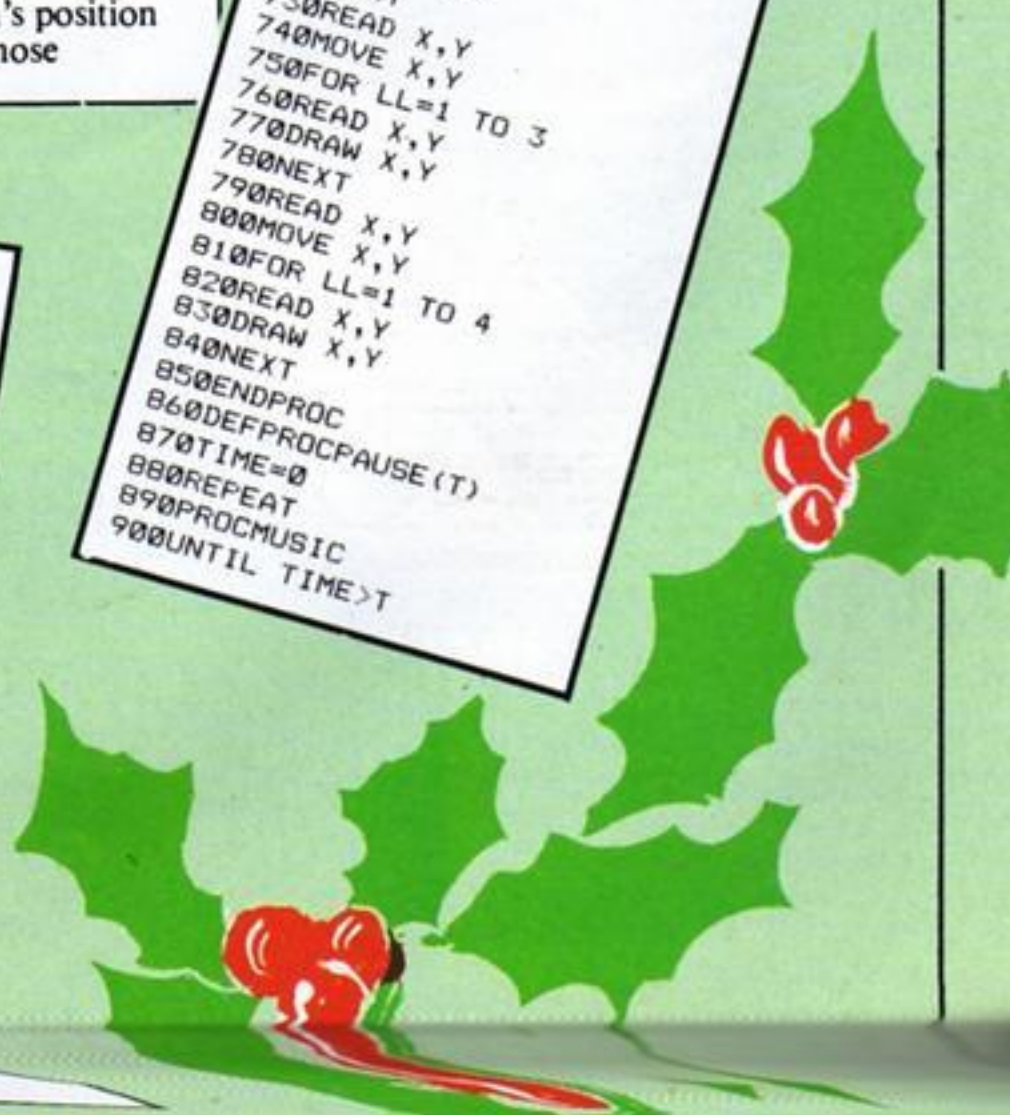 's position
730READ X,Y
740MOVE X,Y
750FOR LL=1 TO 3
760READ X,Y
770DRAW X,Y
780NEXT
790READ X,Y
800MOVE X,Y
810FOR LL=1 TO 4
820READ X,Y
830DRAW X,Y
840NEXT
850ENDPROC
860DEFPROCPAUSE(T)
870TIME=0
880REPEAT
890PROCMUSIC
900UNTIL TIME>T